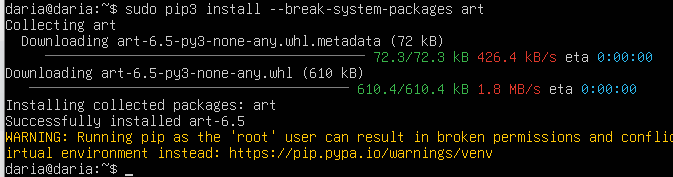 daria@daria:~$ sudo pip3 install --break-system-packages art
Collecting art
  Downloading art-6.5-py3-none-any.whl.metadata (72 kB)
     ━━━━━━━━━━━━━━━━━━━━━━━━━━━━━━━━━━━━━━━━ 72.3/72.3 kB 426.4 kB/s eta 0:00:00
Downloading art-6.5-py3-none-any.whl (610 kB)
   ━━━━━━━━━━━━━━━━━━━━━━━━━━━━━━━━━━━━━━━━ 610.4/610.4 kB 1.8 MB/s eta 0:00:00
Installing collected packages: art
Successfully installed art-6.5
WARNING: Running pip as the 'root' user can result in broken permissions and conflic
irtual environment instead: https://pip.pypa.io/warnings/venv
daria@daria:~$ _